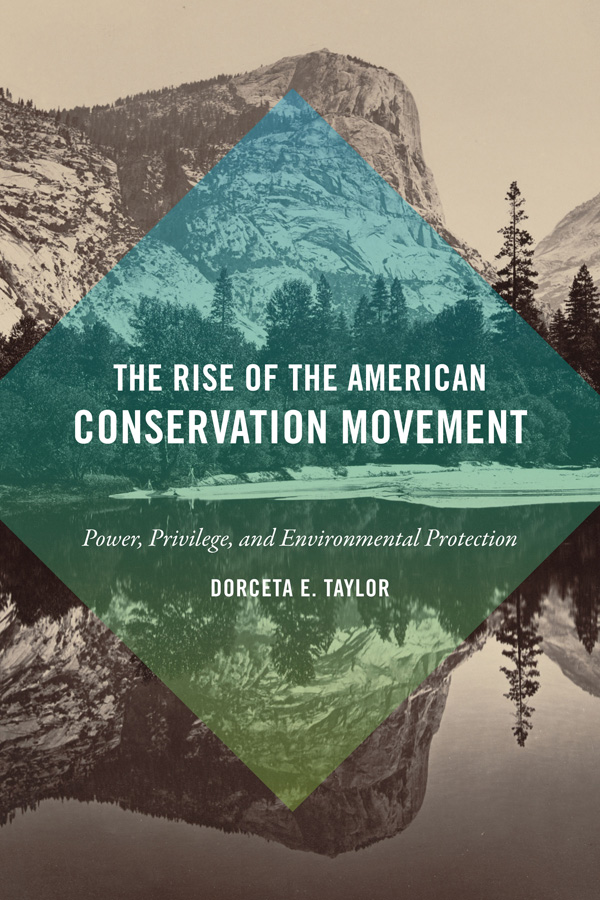 THE RISE OF THE AMERICAN
CONSERVATION MOVEMENT
Power, Privilege, and Environmental Protection
DORCETA E. TAYLOR